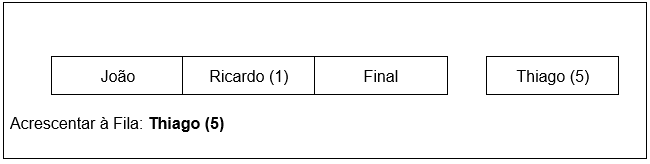 João Ricardo (1) Final Thiago (5)
Acrescentar à Fila: Thiago (5)